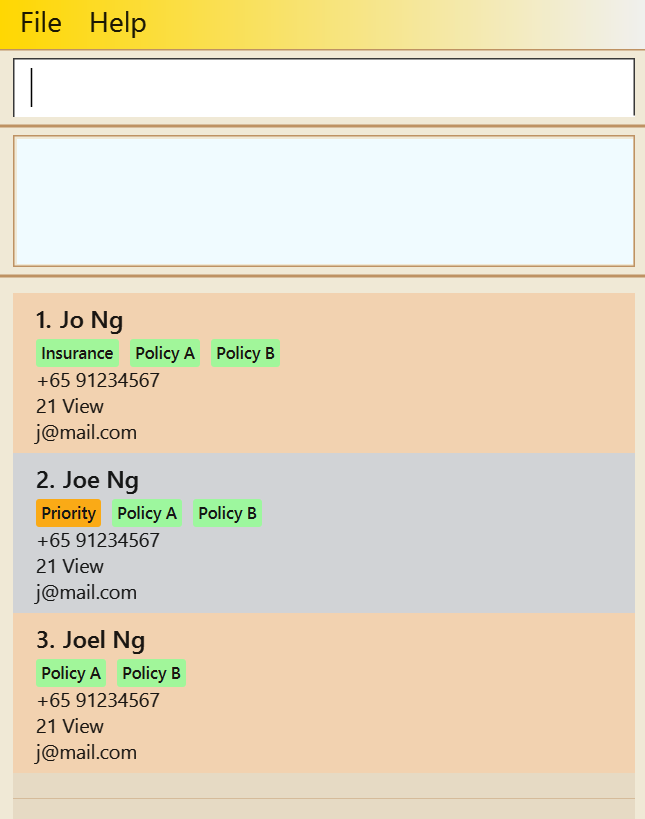 File Help
1. Jo Ng
Insurance Policy A Policy B
+65 91234567
21 View
j@mail.com
2. Joe Ng
Priority Policy A Policy B
+65 91234567
21 View
j@mail.com
3. Joel Ng
Policy A Policy B
+65 91234567
21 View
j@mail.com